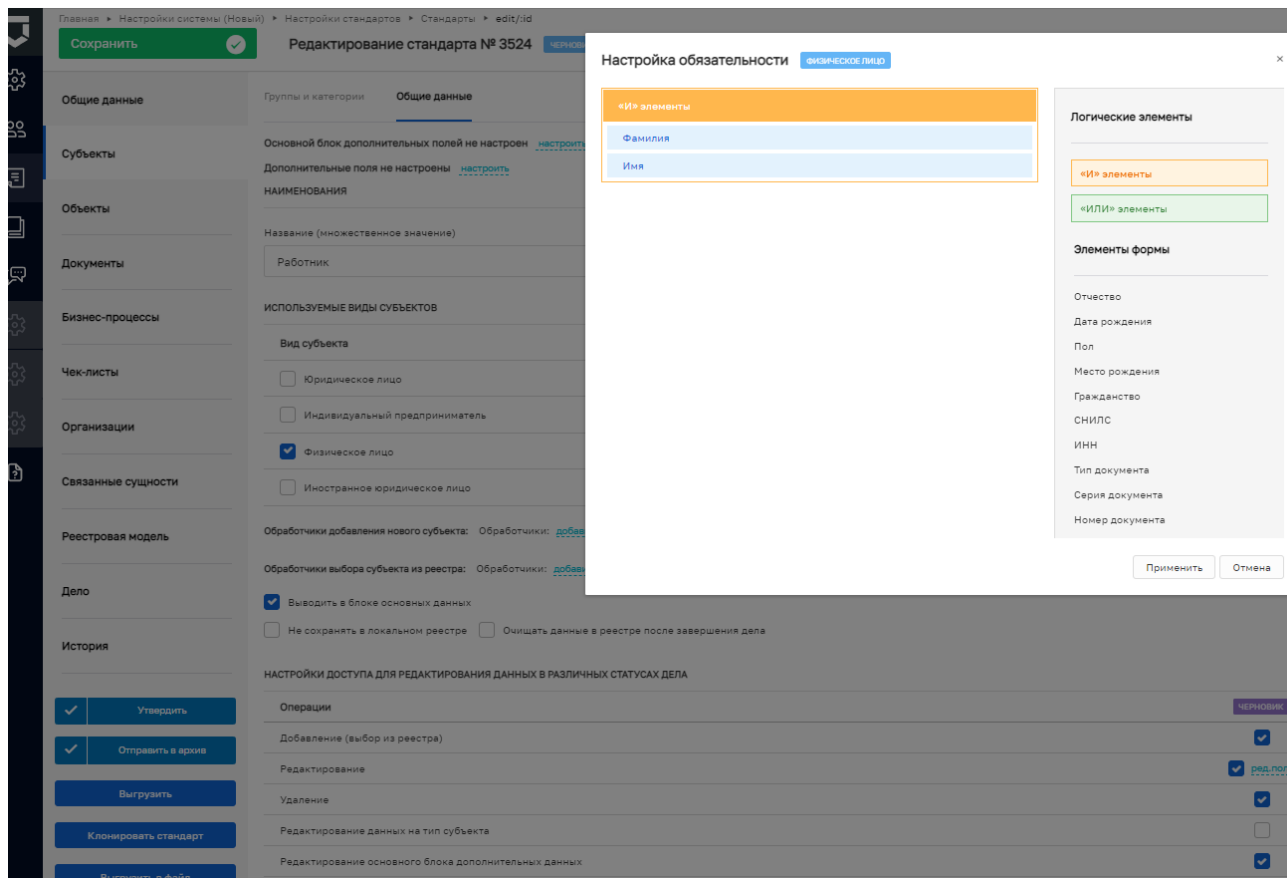 Главная ▸ Настройки системы (Новый) ▸ Настройки стандартов ▸ Стандарты ▸ edit/:id
Сохранить
Редактирование стандарта № 3524
Общие данные
Субъекты
Объекты
Документы
Бизнес-процессы
Чек-листы
Организации
Связанные сущности
Реестровая модель
Дело
История
Утвердить
Отправить в архив
Выгрузить
Клонировать стандарт
Выгрузить в файл
Группы и категории Общие данные
Основной блок дополнительных полей не настроен настроить
Дополнительные поля не настроены настроить
НАИМЕНОВАНИЯ
Название (множественное значение)
Работник
ИСПОЛЬЗУЕМЫЕ ВИДЫ СУБЪЕКТОВ
Вид субъекта
Юридическое лицо
Индивидуальный предприниматель
Физическое лицо
Иностранное юридическое лицо
Обработчики добавления нового субъекта: Обработчики:
Обработчики выбора субъекта из реестра: Обработчики:
Выводить в блоке основных данных
Не сохранять в локальном реестре Очищать данные в реестре после завершения дела
НАСТРОЙКИ ДОСТУПА ДЛЯ РЕДАКТИРОВАНИЯ ДАННЫХ В РАЗЛИЧНЫХ СТАТУСАХ ДЕЛА
Операции ЧЕРНОВИК
Добавление (выбор из реестра)
Редактирование
Удаление
Редактирование данных на тип субъекта
Редактирование основного блока дополнительных данных
Настройка обязательности ФИЗИЧЕСКОЕ ЛИЦО ×
«И» элементы
Фамилия
Имя
Логические элементы
«И» элементы
«ИЛИ» элементы
Элементы формы
Отчество
Дата рождения
Пол
Место рождения
Гражданство
СНИЛС
ИНН
Тип документа
Серия документа
Номер документа
Применить Отмена